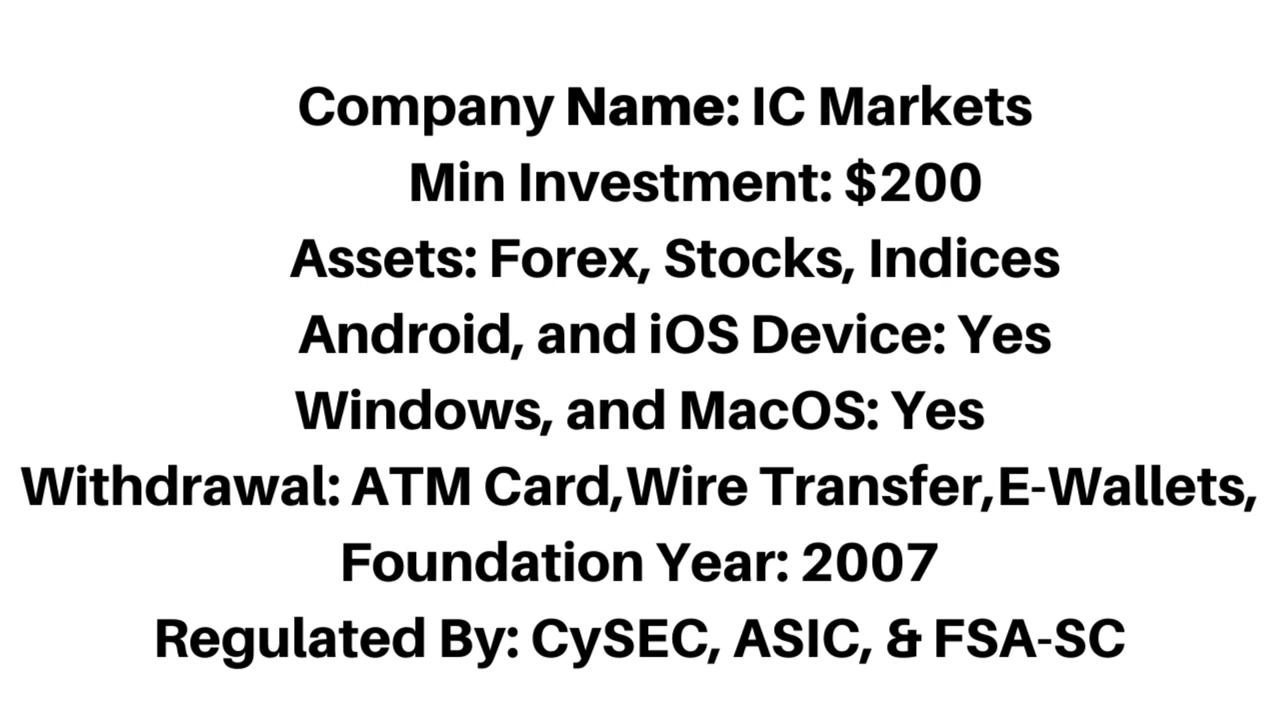 Company Name: IC Markets
Min Investment: $200
Assets: Forex, Stocks, Indices
Android, and iOS Device: Yes
Windows, and MacOS: Yes
Withdrawal: ATM Card,Wire Transfer,E-Wallets,
Foundation Year: 2007
Regulated By: CySEC, ASIC, & FSA-SC